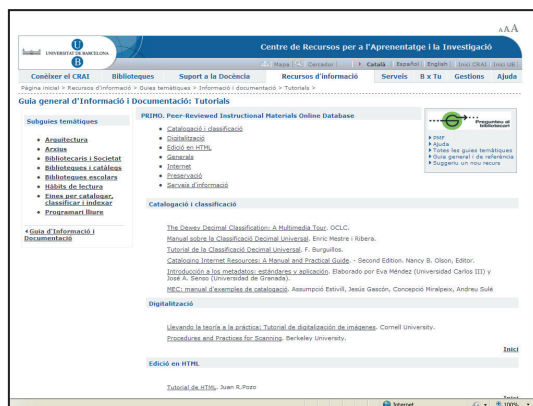 AAA
UNIVERSITAT DE BARCELONA
Centre de Recursos per a l'Aprenentatge i la Investigació
Mapa Cercador Català Español English Inici CRAI Inici UB
Conèixer el CRAI Biblioteques Suport a la Docència Recursos d'informació Serveis B x Tu Gestions Ajuda
Pàgina inicial > Recursos d'informació > Guies temàtiques > Informació i documentació > Tutorials >
Guia general d'Informació i Documentació: Tutorials
Subguies temàtiques
Arquitectura
Arxius
Bibliotecaris i Societat
Biblioteques i catàlegs
Biblioteques escolars
Hàbits de lectura
Eines per catalogar, classificar i indexar
Programari lliure
Guia d'Informació i Documentació
PRIMO. Peer-Reviewed Instructional Materials Online Database
Catalogació i classificació
Digitalització
Edició en HTML
Generals
Internet
Preservació
Serveis d'informació
Pregunteu al bibliotecari
PMF
Ajuda
Totes les guies temàtiques
Guia general i de referència
Suggeriu un nou recurs
Catalogació i classificació
The Dewey Decimal Classification: A Multimedia Tour. OCLC.
Manual sobre la Classificació Decimal Universal. Enric Mestre i Ribera.
Tutorial de la Classificació Decimal Universal. F. Burguillos.
Cataloging Internet Resources: A Manual and Practical Guide. - Second Edition. Nancy B. Olson, Editor.
Introducción a los metadatos: estándares y aplicación. Elaborado por Eva Méndez (Universidad Carlos III) y
José A. Senso (Universidad de Granada).
MEC: manual d'exemples de catalogació. Assumpció Estivill, Jesús Gascón, Concepció Miralpeix, Andreu Sulé
Digitalització
Llevando la teoría a la práctica: Tutorial de digitalización de imágenes. Cornell University.
Procedures and Practices for Scanning. Berkeley University.
Inici
Edició en HTML
Tutorial de HTML. Juan R.Pozo
Inici
Internet 100%